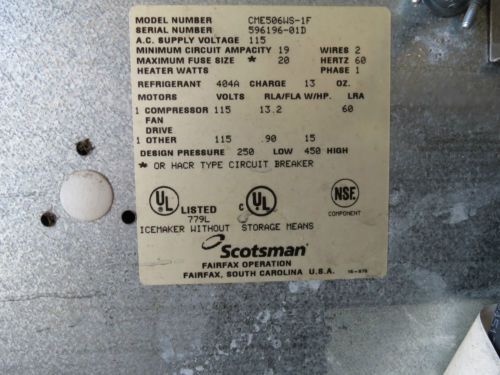 MODEL NUMBER CME506WS-1F
SERIAL NUMBER 596196-01D
A.C. SUPPLY VOLTAGE 115
MINIMUM CIRCUIT AMPACITY 19 WIRES 2
MAXIMUM FUSE SIZE * 20 HERTZ 60
HEATER WATTS PHASE 1
REFRIGERANT 404A CHARGE 13 OZ.
MOTORS VOLTS RLA/FLA W/HP. LRA
1 COMPRESSOR 115 13.2 60
FAN
DRIVE
1 OTHER 115 .90 15
DESIGN PRESSURE 250 LOW 450 HIGH
* OR HACR TYPE CIRCUIT BREAKER
UL LISTED C UL NSF
779L COMPONENT
ICEMAKER WITHOUT STORAGE MEANS
Scotsman
FAIRFAX OPERATION
FAIRFAX, SOUTH CAROLINA U.S.A.